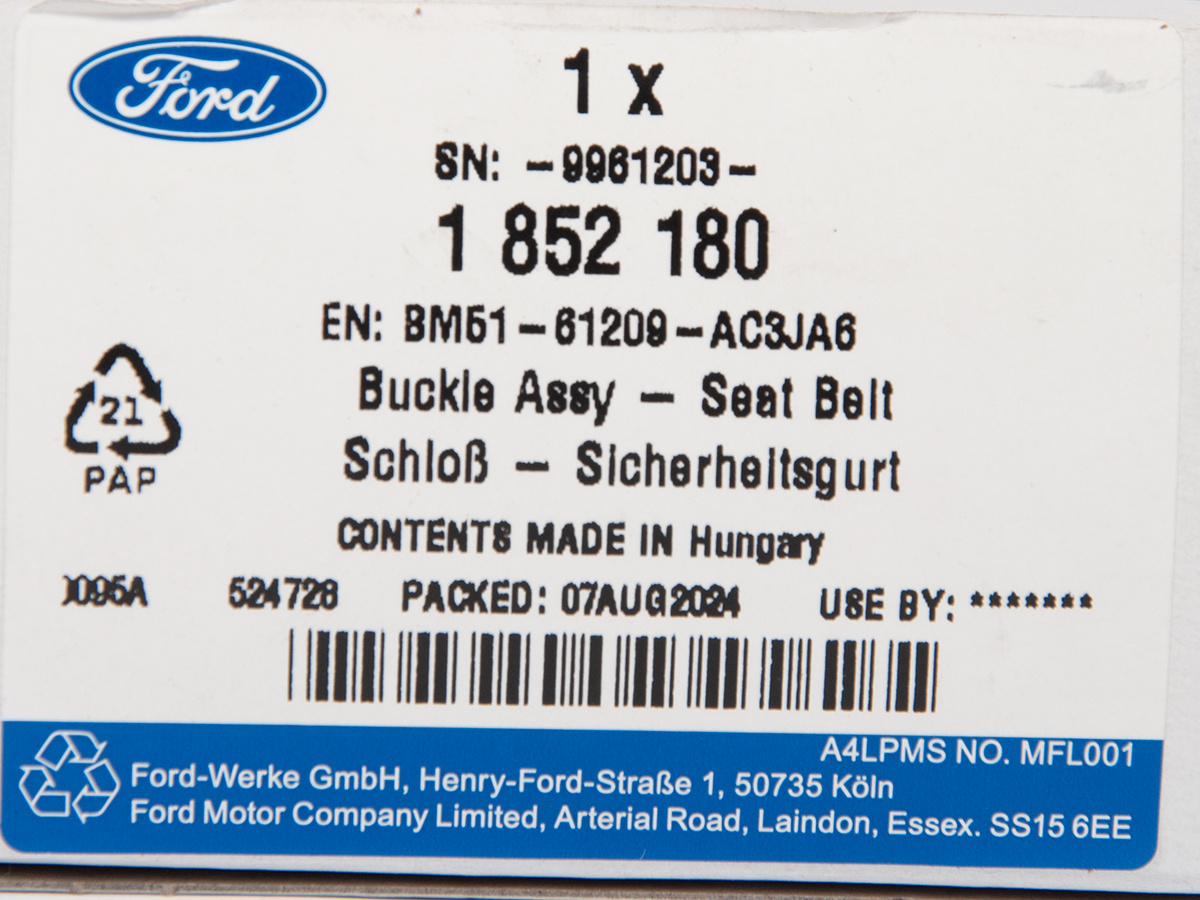 Ford
1 x
SN: -9961203-
1 852 180
EN: BM51-61209-AC3JA6
Buckle Assy - Seat Belt
Schloß - Sicherheitsgurt
21
PAP
CONTENTS MADE IN Hungary
524728 PACKED: 07AUG2024 USE BY: *******
A4LPMS NO. MFL001
Ford-Werke GmbH, Henry-Ford-Straße 1, 50735 Köln
Ford Motor Company Limited, Arterial Road, Laindon, Essex. SS15 6EE